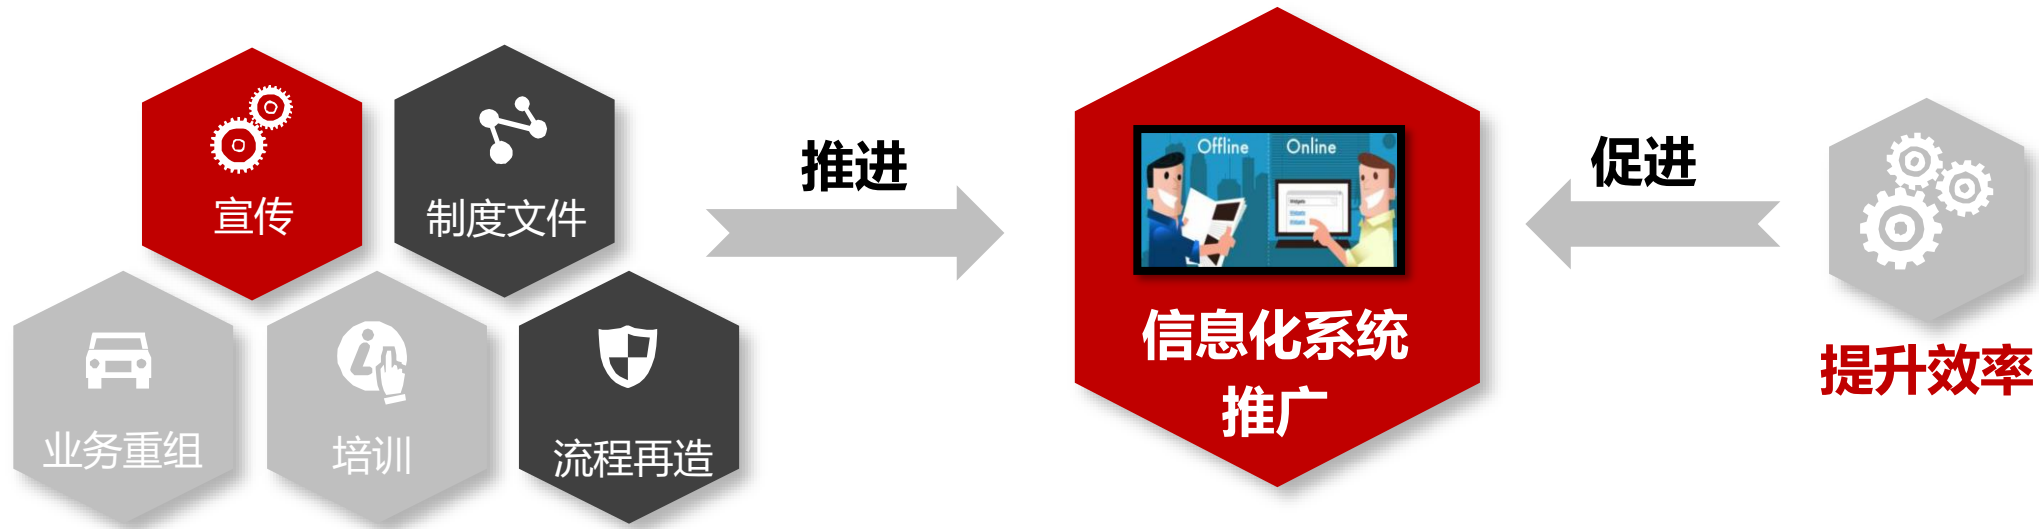 宣传
制度文件
业务重组
培训
流程再造
推进
Offline
Online
信息化系统
推广
促进
提升效率